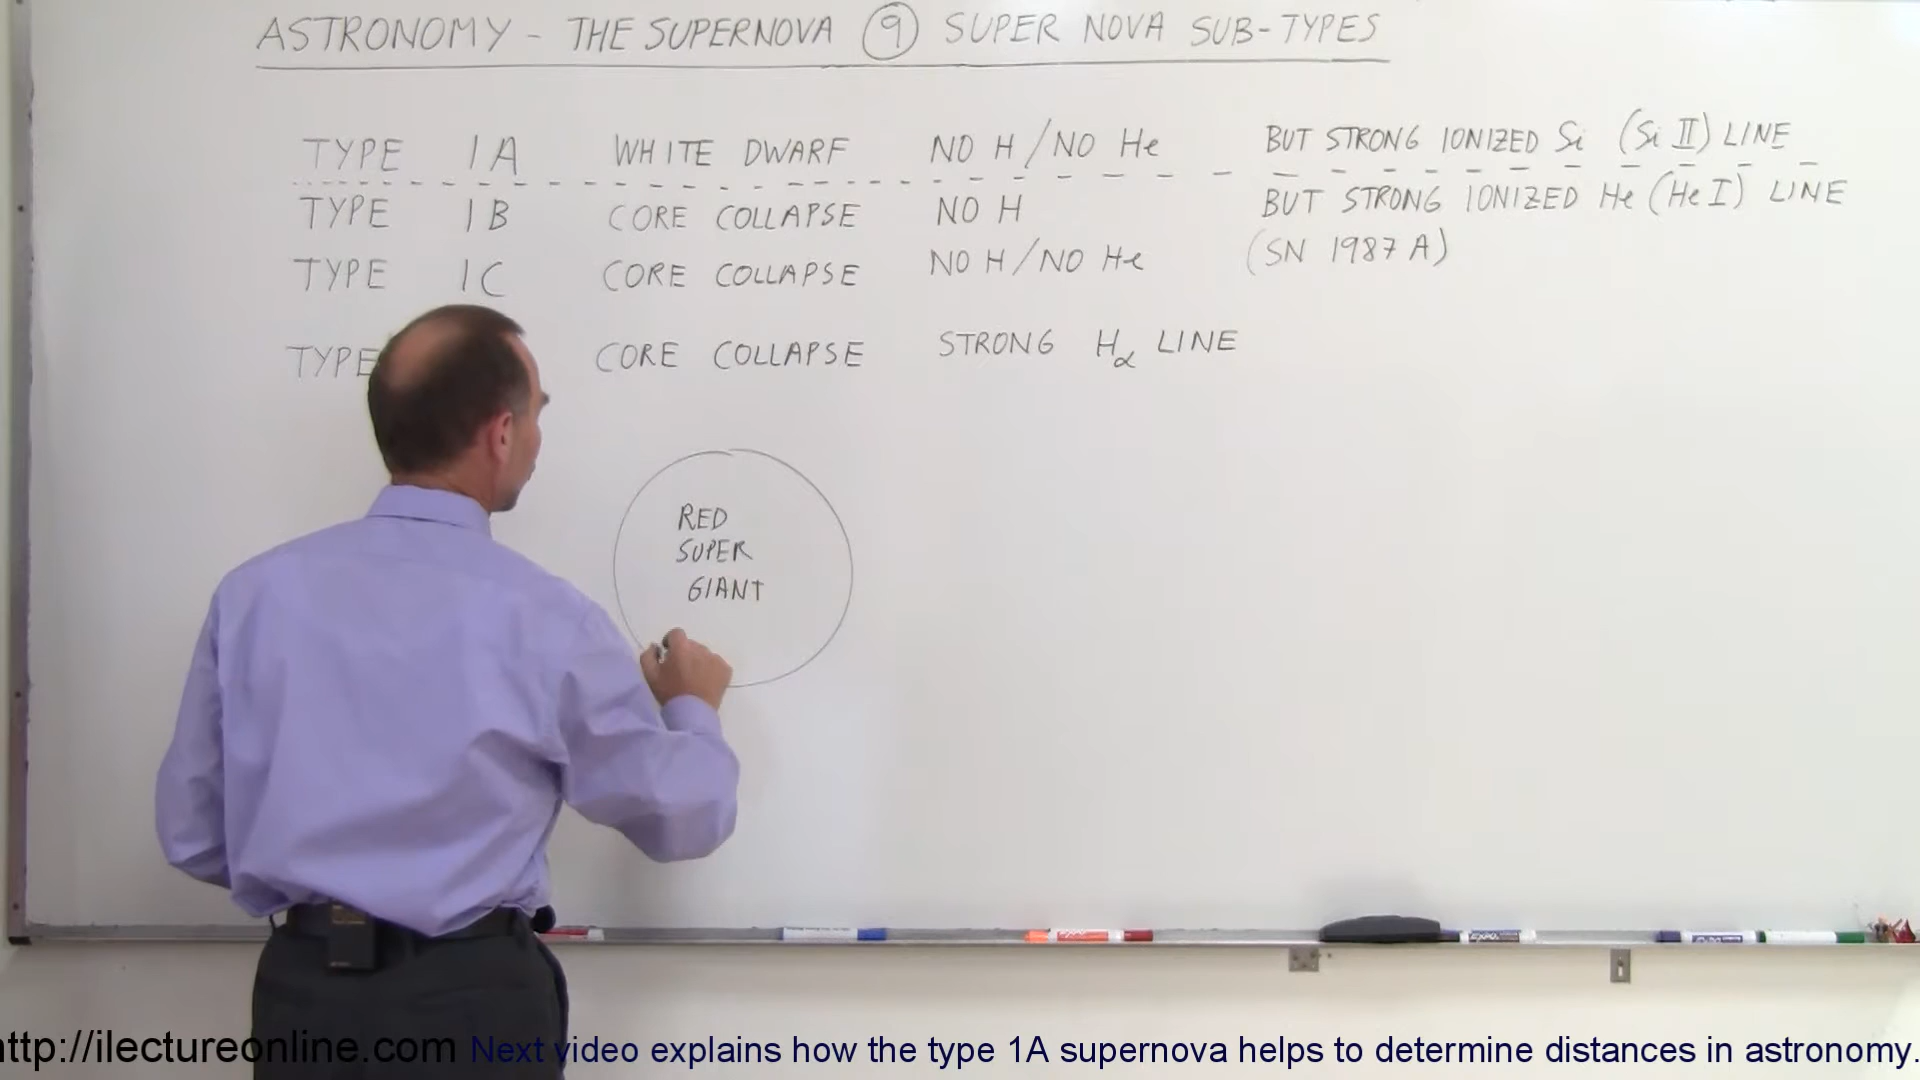 ASTRONOMY - THE SUPERNOVA 9 SUPER NOVA SUB-TYPES
TYPE 1A WHITE DWARF NO H/NO He BUT STRONG IONIZED Si (Si II) LINE
TYPE 1B CORE COLLAPSE NO H BUT STRONG IONIZED He (He I) LINE
TYPE 1C CORE COLLAPSE NO H/NO He (SN 1987 A)
TYPE CORE COLLAPSE STRONG Hα LINE
RED
SUPER
GIANT
ttp://ilectureonline.com Next video explains how the type 1A supernova helps to determine distances in astronomy.